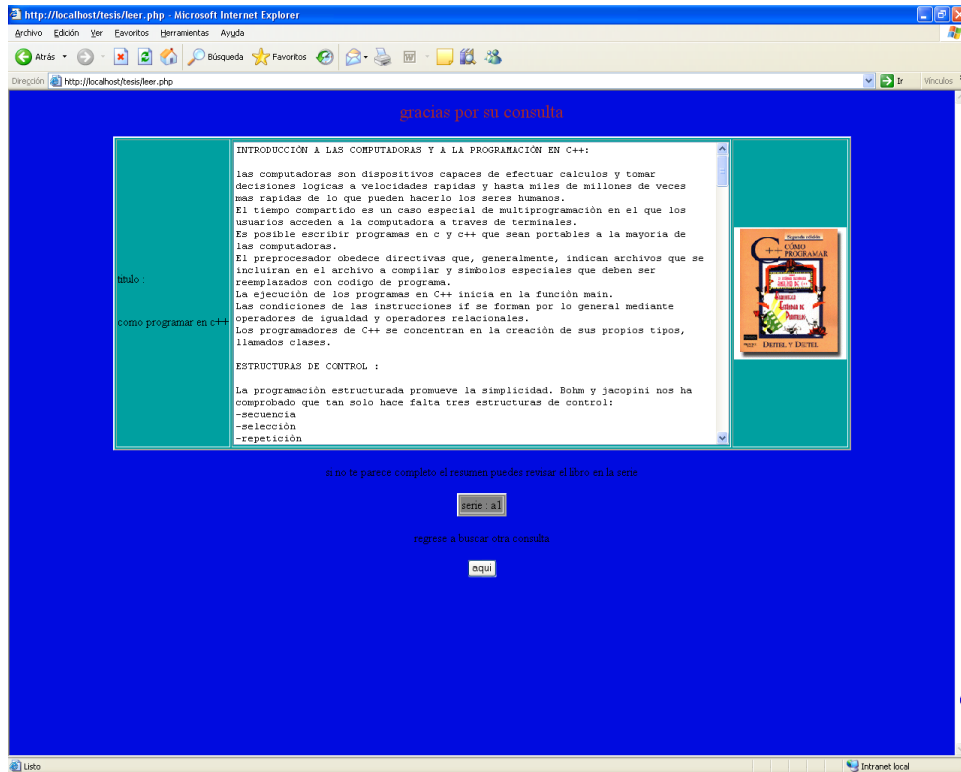 http://localhost/tesis/leer.php - Microsoft Internet Explorer
Archivo Edición Ver Favoritos Herramientas Ayuda
Atrás Búsqueda Favoritos
Dirección http://localhost/tesis/leer.php Ir Vínculos
gracias por su consulta
titulo :
como programar en c++
INTRODUCCIÓN A LAS COMPUTADORAS Y A LA PROGRAMACIÓN EN C++:
las computadoras son dispositivos capaces de efectuar calculos y tomar
decisiones logicas a velocidades rapidas y hasta miles de millones de veces
mas rapidas de lo que pueden hacerlo los seres humanos.
El tiempo compartido es un caso especial de multiprogramaciòn en el que los
usuarios acceden a la computadora a traves de terminales.
Es posible escribir programas en c y c++ que sean portables a la mayoria de
las computadoras.
El preprocesador obedece directivas que, generalmente, indican archivos que se
incluiran en el archivo a compilar y simbolos especiales que deben ser
reemplazados con codigo de programa.
La ejecuciòn de los programas en C++ inicia en la funciòn main.
Las condiciones de las instrucciones if se forman por lo general mediante
operadores de igualdad y operadores relacionales.
Los programadores de C++ se concentran en la creaciòn de sus propios tipos,
llamados clases.
ESTRUCTURAS DE CONTROL :
La programaciòn estructurada promueve la simplicidad. Bohm y jacopini nos ha
comprobado que tan solo hace falta tres estructuras de control:
-secuencia
-selecciòn
-repeticiòn
Segunda edición
C++ CÓMO
PROGRAMAR
DEITEL Y DEITEL
si no te parece completo el resumen puedes revisar el libro en la serie
serie : a1
regrese a buscar otra consulta
aqui
Listo Intranet local